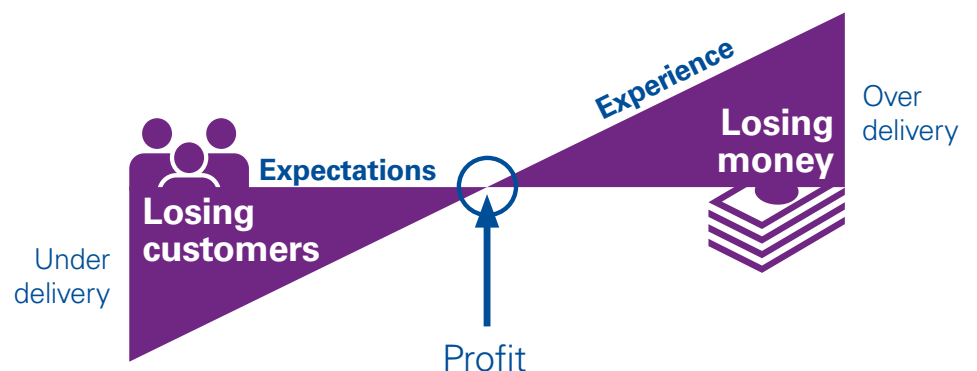 Experience
Over
delivery
Losing
money
Expectations
Losing
customers
Under
delivery
Profit